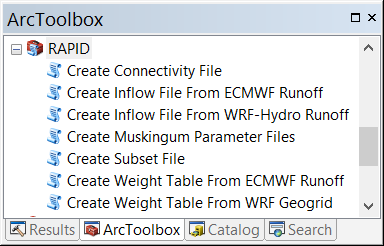 ArcToolbox
RAPID
Create Connectivity File
Create Inflow File From ECMWF Runoff
Create Inflow File From WRF-Hydro Runoff
Create Muskingum Parameter Files
Create Subset File
Create Weight Table From ECMWF Runoff
Create Weight Table From WRF Geogrid
Results ArcToolbox Catalog Search